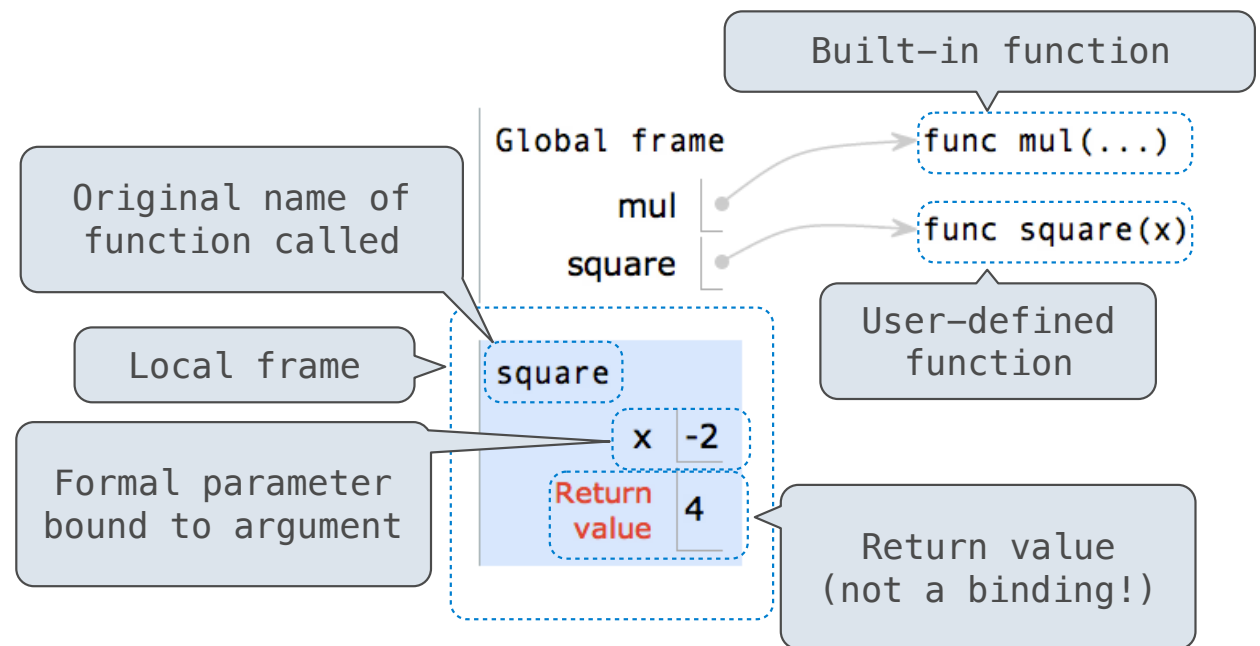 Built-in function
Global frame
func mul(...)
mul
Original name of
function called
func square(x)
square
User-defined
function
Local frame
square
x -2
Formal parameter
bound to argument
Return
value
4
Return value
(not a binding!)